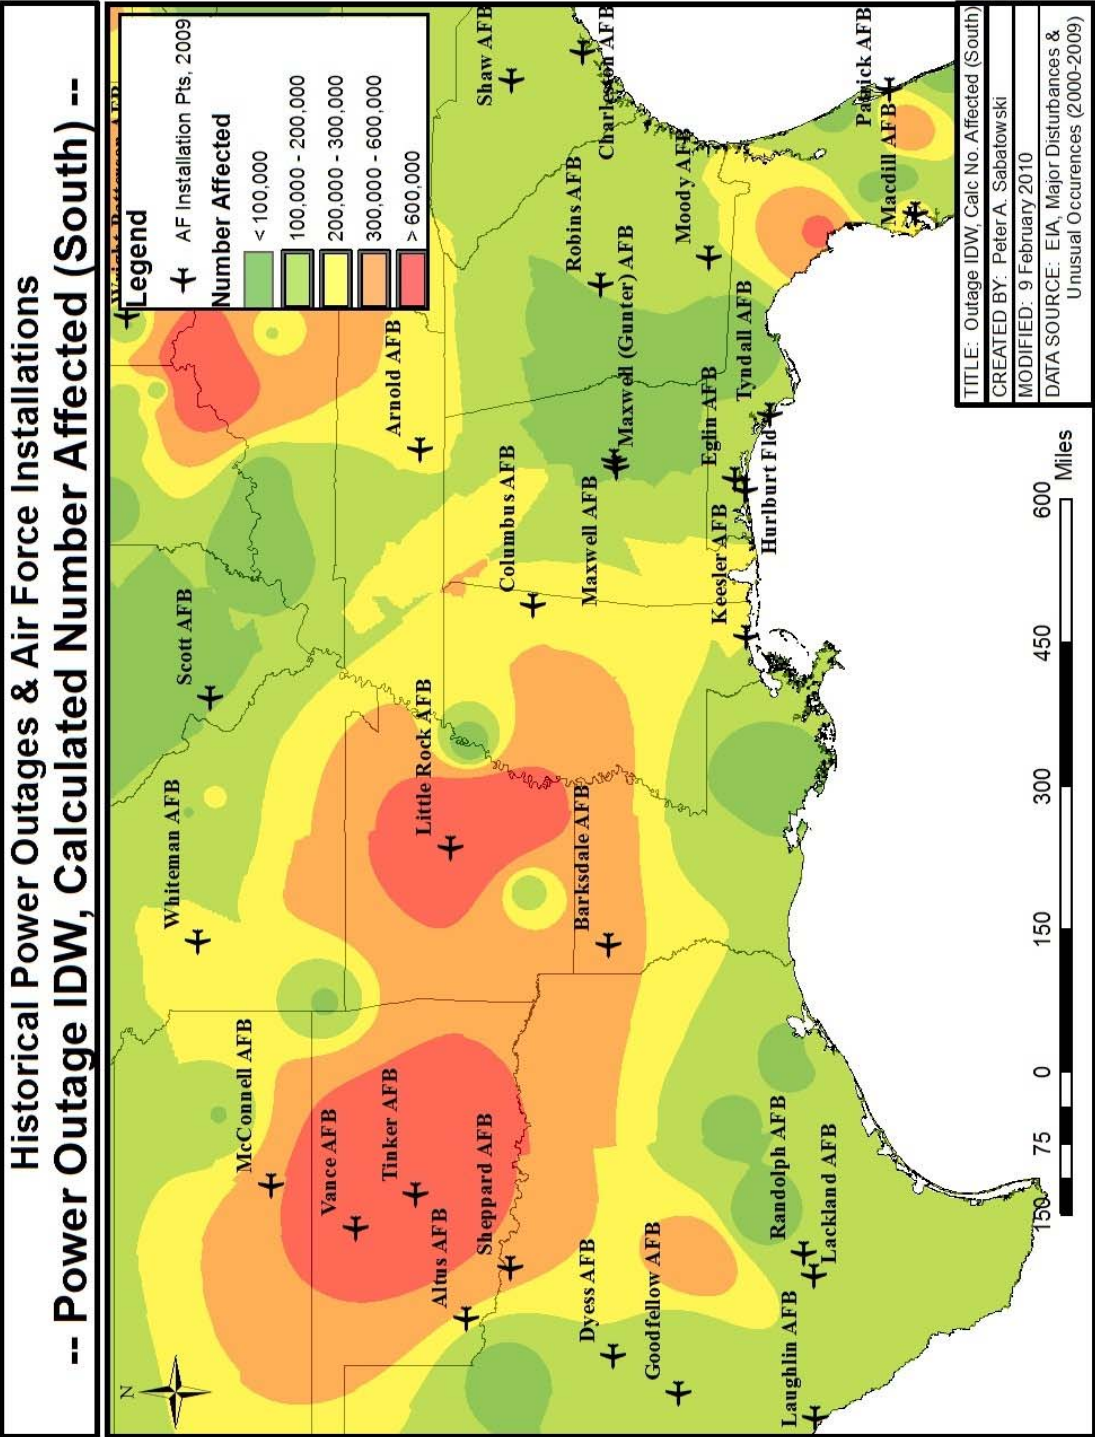 Historical Power Outages & Air Force Installations
-- Power Outage IDW, Calculated Number Affected (South) --
N
Wright Patterson AFB
Legend
AF Installation Pts, 2009
Number Affected
< 100,000
100,000 - 200,000
200,000 - 300,000
300,000 - 600,000
> 600,000
Scott AFB
Whiteman AFB
McConnell AFB
Vance AFB
Tinker AFB
Altus AFB
Sheppard AFB
Little Rock AFB
Arnold AFB
Columbus AFB
Shaw AFB
Charleston AFB
Robins AFB
Maxwell (Gunter) AFB
Maxwell AFB
Moody AFB
Barksdale AFB
Dyess AFB
Goodfellow AFB
Eglin AFB
Tyndall AFB
Keesler AFB
Hurlburt Fld
Randolph AFB
Lackland AFB
Laughlin AFB
Patrick AFB
Macdill AFB
150 75 0 150 300 450 600
Miles
TITLE: Outage IDW, Calc No. Affected (South)
CREATED BY: Peter A. Sabatowski
MODIFIED: 9 February 2010
DATA SOURCE: EIA, Major Disturbances &
Unusual Occurences (2000-2009)